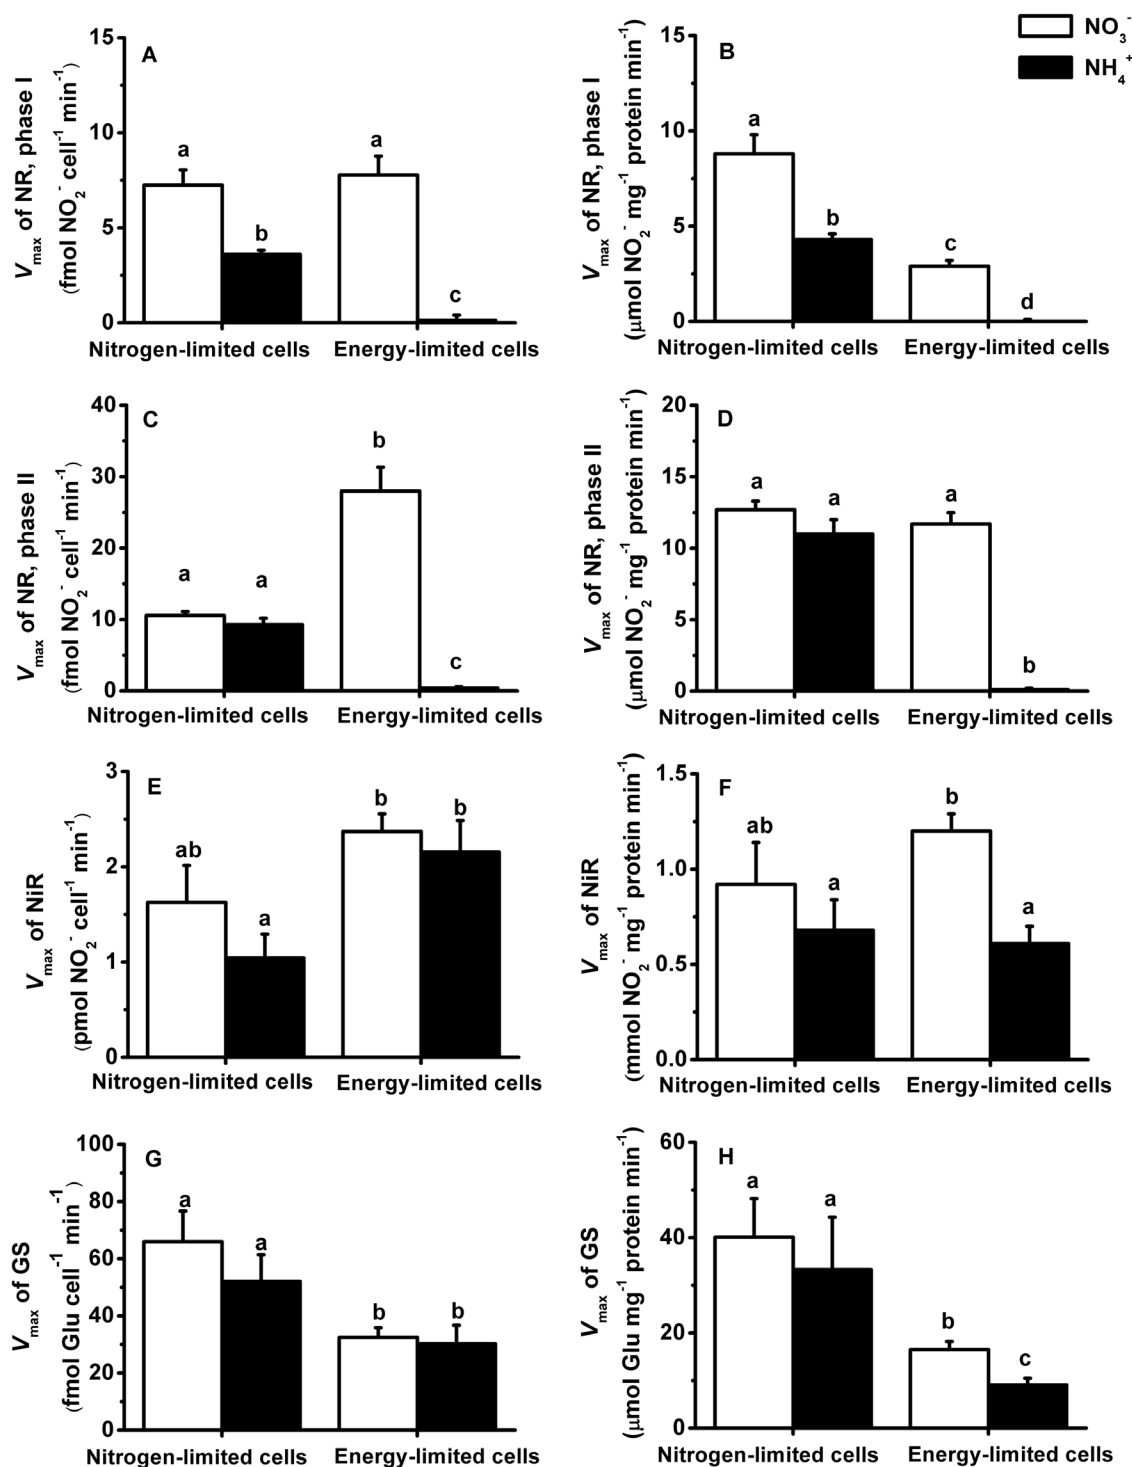 NO₃⁻
NH₄⁺
A
Vmax of NR, phase I
(fmol NO₂⁻ cell⁻¹ min⁻¹)
15
10
5
0
a
b
a
c
Nitrogen-limited cells
Energy-limited cells
B
Vmax of NR, phase I
(μmol NO₂⁻ mg⁻¹ protein min⁻¹)
15
10
5
0
a
b
c
d
Nitrogen-limited cells
Energy-limited cells
C
Vmax of NR, phase II
(fmol NO₂⁻ cell⁻¹ min⁻¹)
40
30
20
10
0
a
a
b
c
Nitrogen-limited cells
Energy-limited cells
D
Vmax of NR, phase II
(μmol NO₂⁻ mg⁻¹ protein min⁻¹)
20
15
10
5
0
a
a
a
b
Nitrogen-limited cells
Energy-limited cells
E
Vmax of NiR
(pmol NO₂⁻ cell⁻¹ min⁻¹)
3
2
1
0
ab
a
b
b
Nitrogen-limited cells
Energy-limited cells
F
Vmax of NiR
(mmol NO₂⁻ mg⁻¹ protein min⁻¹)
1.5
1.0
0.5
0.0
ab
a
b
a
Nitrogen-limited cells
Energy-limited cells
G
Vmax of GS
(fmol Glu cell⁻¹ min⁻¹)
100
80
60
40
20
0
a
a
b
b
Nitrogen-limited cells
Energy-limited cells
H
Vmax of GS
(μmol Glu mg⁻¹ protein min⁻¹)
60
40
20
0
a
a
b
c
Nitrogen-limited cells
Energy-limited cells